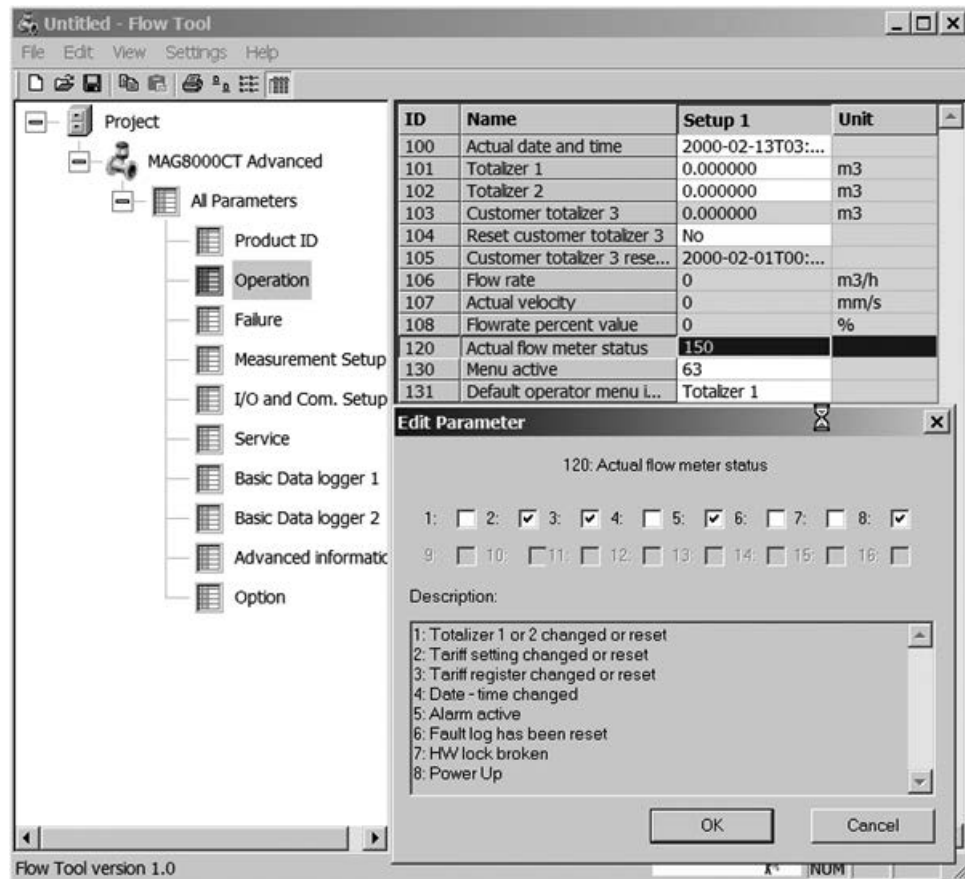 Untitled - Flow Tool
File Edit View Settings Help
Project
MAG8000CT Advanced
All Parameters
Product ID
Operation
Failure
Measurement Setup
I/O and Com. Setup
Service
Basic Data logger 1
Basic Data logger 2
Advanced informatic
Option
ID Name Setup 1 Unit
100 Actual date and time 2000-02-13T03:...
101 Totalizer 1 0.000000 m3
102 Totalizer 2 0.000000 m3
103 Customer totalizer 3 0.000000 m3
104 Reset customer totalizer 3 No
105 Customer totalizer 3 rese... 2000-02-01T00:...
106 Flow rate 0 m3/h
107 Actual velocity 0 mm/s
108 Flowrate percent value 0 %
120 Actual flow meter status 150
130 Menu active 63
131 Default operator menu i... Totalizer 1
Edit Parameter
120: Actual flow meter status
1: 2: 3: 4: 5: 6: 7: 8:
9: 10: 11: 12: 13: 14: 15: 16:
Description:
1: Totalizer 1 or 2 changed or reset
2: Tariff setting changed or reset
3: Tariff register changed or reset
4: Date - time changed
5: Alarm active
6: Fault log has been reset
7: HW lock broken
8: Power Up
OK Cancel
Flow Tool version 1.0 NUM